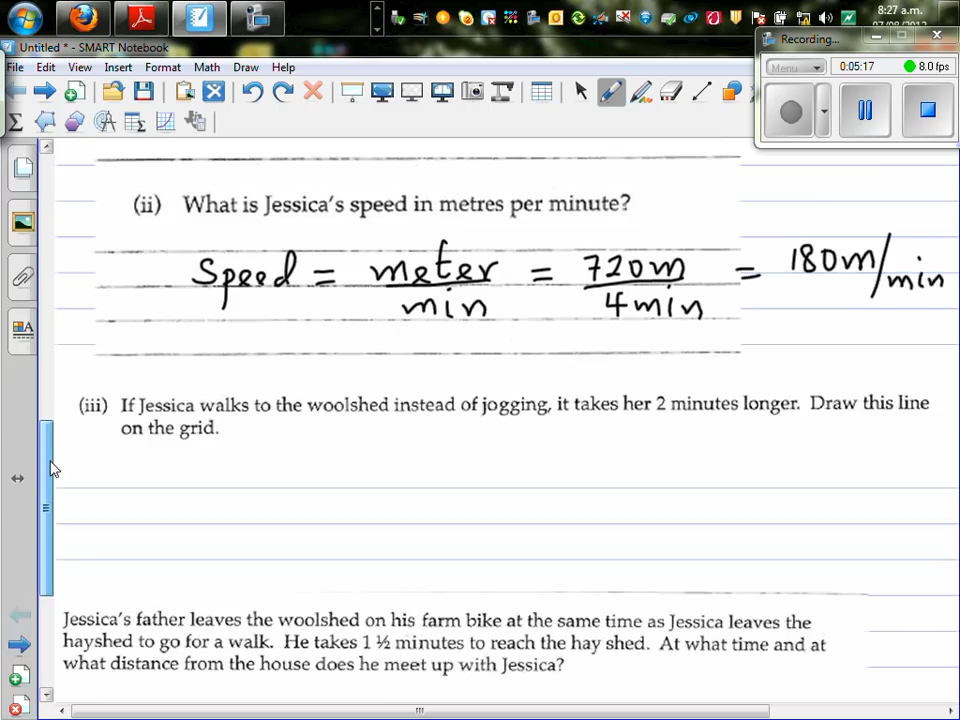 8:27 a.m.
Untitled * - SMART Notebook
Recording...
File Edit View Insert Format Math Draw Help
Menu 0:05:17 8.0 fps
(ii) What is Jessica's speed in metres per minute?
Speed = meter/min = 720m/4min = 180m/min
(iii) If Jessica walks to the woolshed instead of jogging, it takes her 2 minutes longer. Draw this line
on the grid.
Jessica's father leaves the woolshed on his farm bike at the same time as Jessica leaves the
hayshed to go for a walk. He takes 1 ½ minutes to reach the hay shed. At what time and at
what distance from the house does he meet up with Jessica?